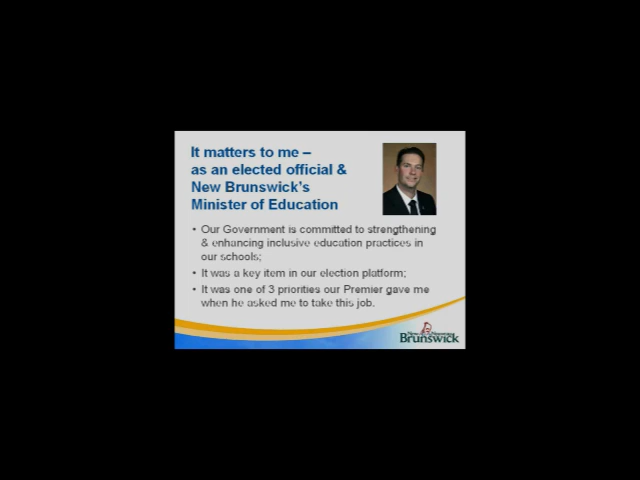 It matters to me –
as an elected official &
New Brunswick's
Minister of Education
• Our Government is committed to strengthening
& enhancing inclusive education practices in
our schools;
• It was a key item in our election platform;
• It was one of 3 priorities our Premier gave me
when he asked me to take this job.
Brunswick